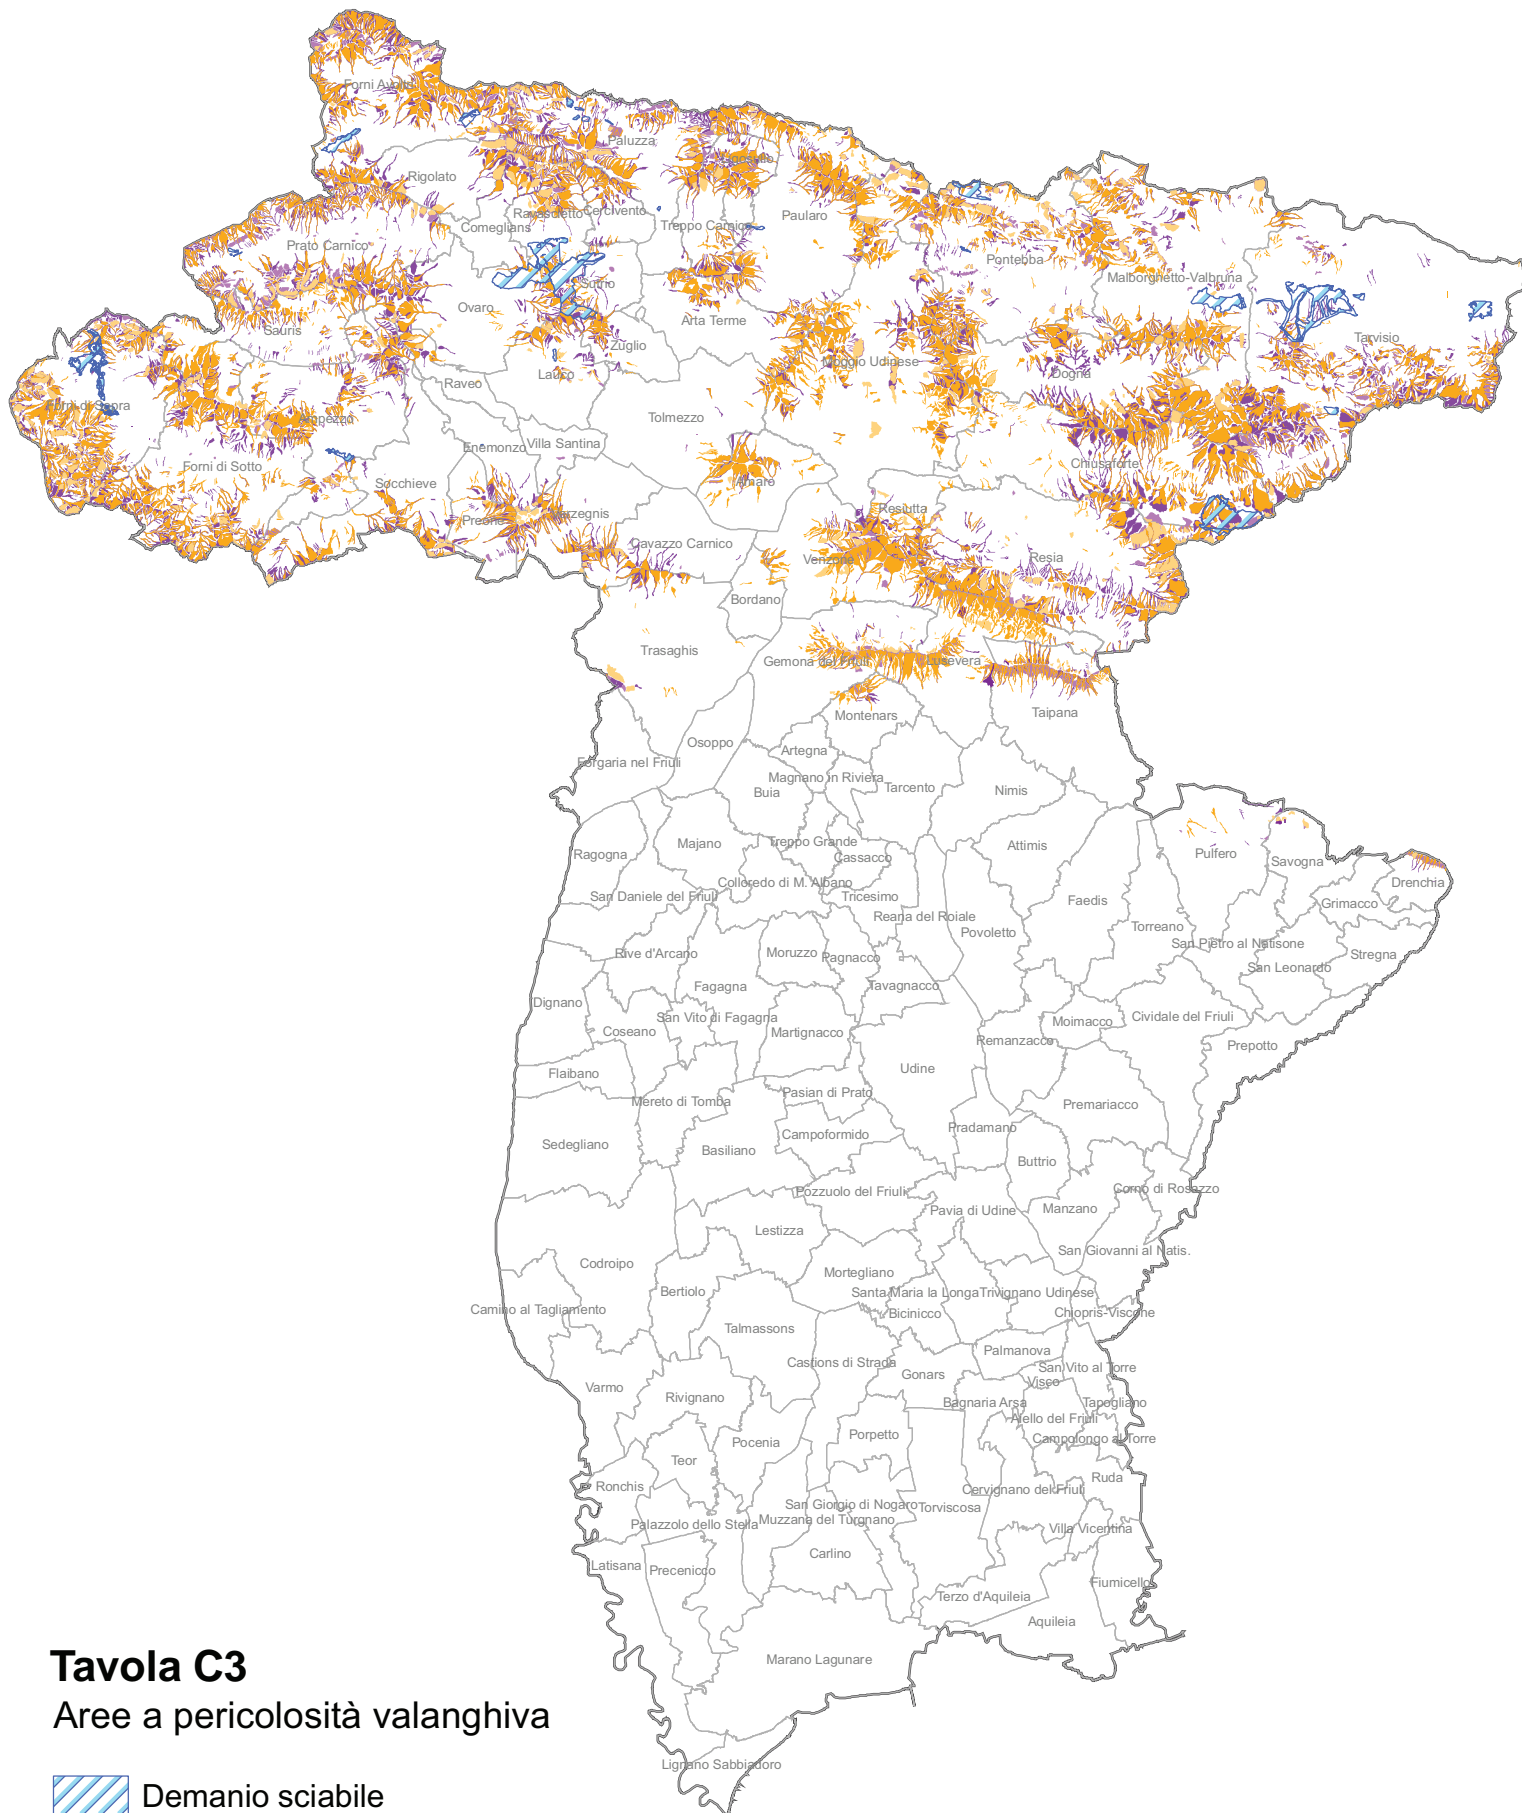 Forni Avoltri
Paluzza
Ligosullo
Rigolato
Ravascletto
Cercivento
Paularo
Comeglians
Treppo Carnico
Prato Carnico
Pontebba
Malborghetto-Valbruna
Sutrio
Ovaro
Arta Terme
Sauris
Tarvisio
Zuglio
Moggio Udinese
Lauco
Dogna
Raveo
Forni di Sopra
Tolmezzo
Ampezzo
Enemonzo
Villa Santina
Chiusaforte
Forni di Sotto
Socchieve
Amaro
Resiutta
Preone
Verzegnis
Cavazzo Carnico
Resia
Venzone
Bordano
Trasaghis
Gemona del Friuli
Lusevera
Taipana
Montenars
Osoppo
Artegna
Forgaria nel Friuli
Magnano in Riviera
Tarcento
Nimis
Buia
Majano
Treppo Grande
Attimis
Ragogna
Cassacco
Pulfero
Savogna
Colloredo di M. Albano
Drenchia
San Daniele del Friuli
Tricesimo
Faedis
Grimacco
Reana del Roiale
Torreano
Povoletto
San Pietro al Natisone
Rive d'Arcano
Moruzzo
Pagnacco
Stregna
San Leonardo
Fagagna
Tavagnacco
Dignano
San Vito di Fagagna
Cividale del Friuli
Moimacco
Coseano
Martignacco
Remanzacco
Prepotto
Udine
Flaibano
Pasian di Prato
Mereto di Tomba
Premariacco
Pradamano
Campoformido
Sedegliano
Basiliano
Buttrio
Corno di Rosazzo
Pozzuolo del Friuli
Pavia di Udine
Manzano
Lestizza
San Giovanni al Natis.
Codroipo
Mortegliano
Bertiolo
Santa Maria la Longa
Trivignano Udinese
Camino al Tagliamento
Bicinicco
Chiopris-Viscone
Talmassons
Palmanova
Castions di Strada
San Vito al Torre
Gonars
Visco
Varmo
Rivignano
Bagnaria Arsa
Tapogliano
Aiello del Friuli
Porpetto
Campolongo al Torre
Pocenia
Teor
Ruda
Ronchis
Cervignano del Friuli
San Giorgio di Nogaro
Torviscosa
Muzzana del Turgnano
Palazzolo dello Stella
Villa Vicentina
Carlino
Latisana
Precenicco
Fiumicello
Terzo d'Aquileia
Aquileia
Marano Lagunare
Lignano Sabbiadoro
Tavola C3
Aree a pericolosità valanghiva
Demanio sciabile